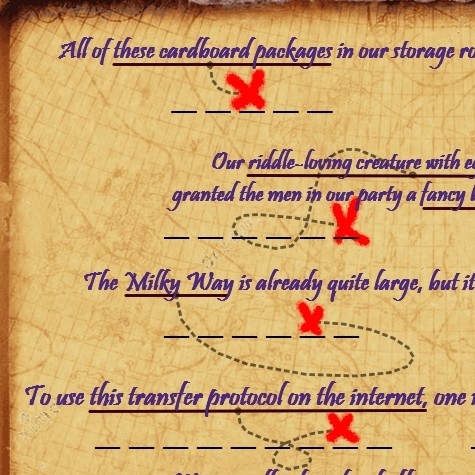 All of these cardboard packages in our storage
Our riddle-loving creature with
granted the men in our party a fancy
The Milky Way is already quite large, but it
To use this transfer protocol on the internet, one